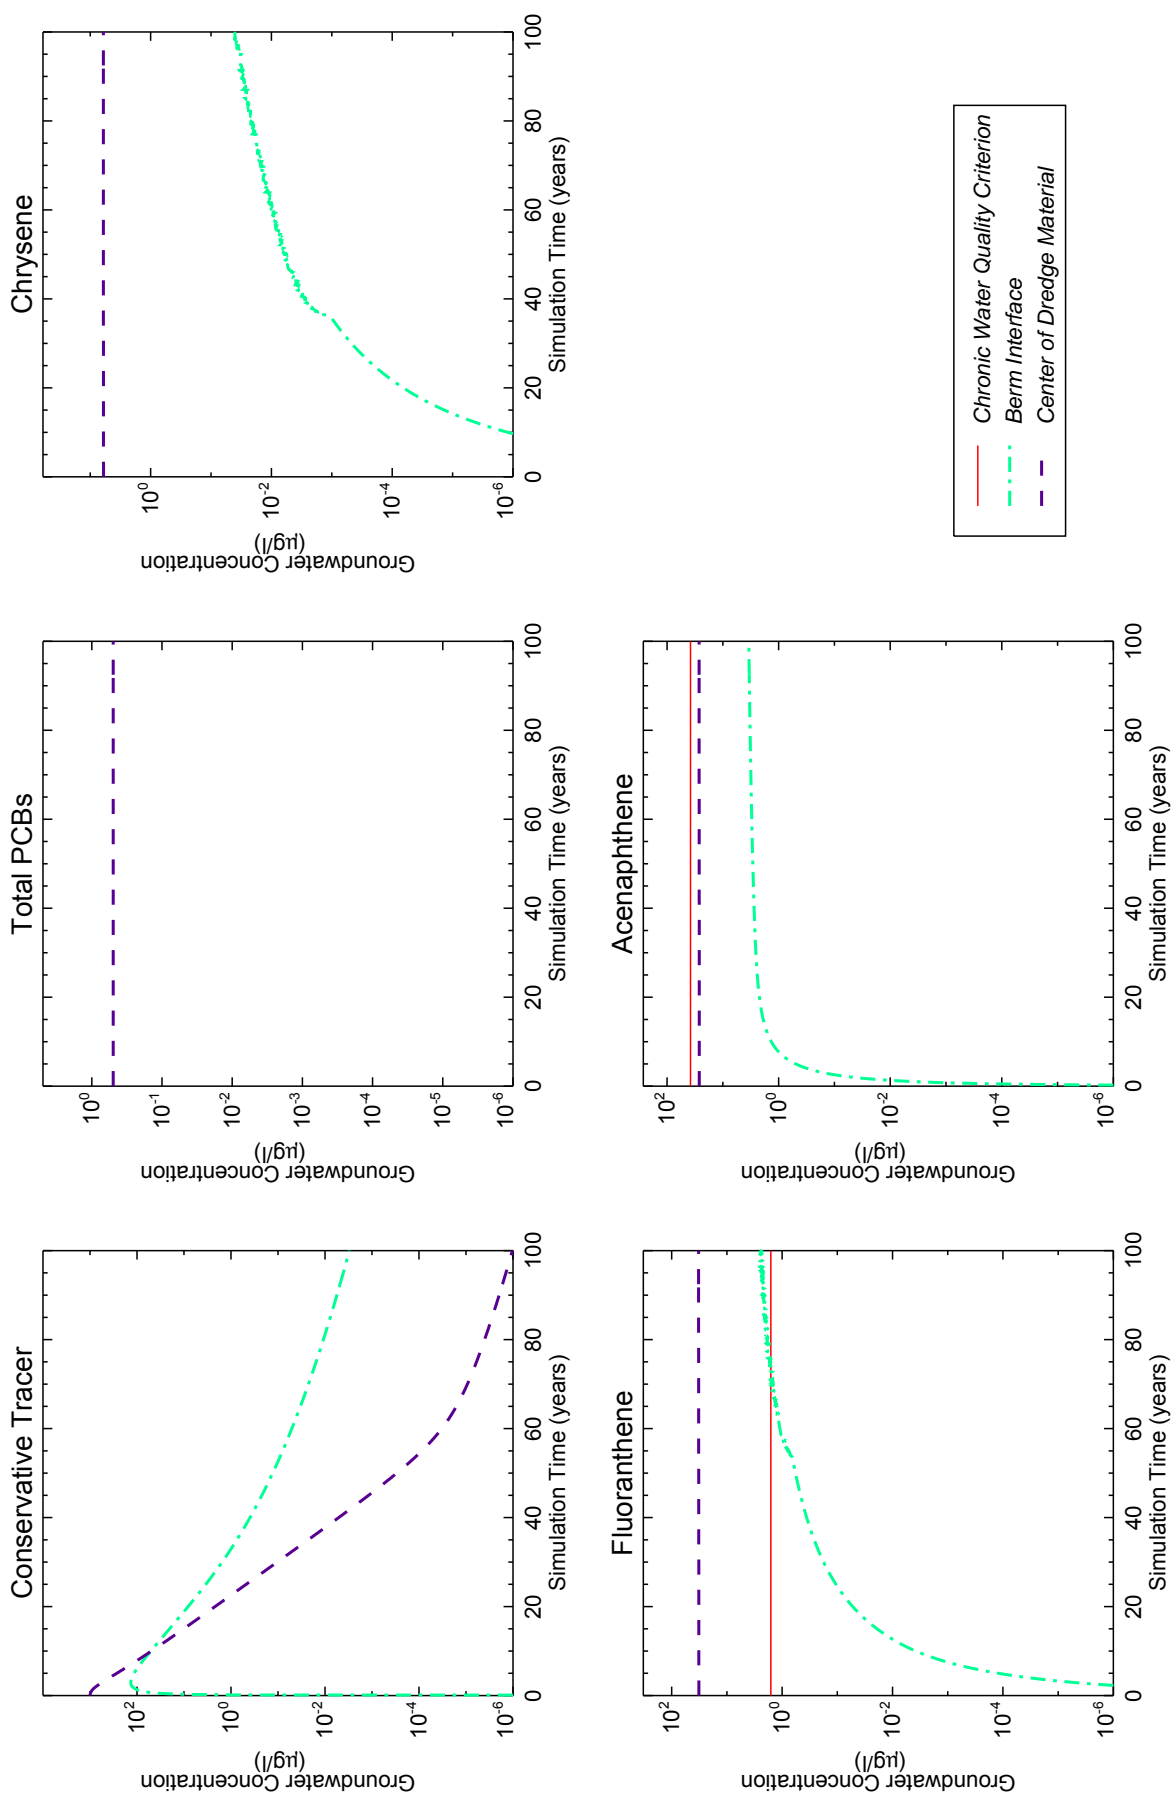 Conservative Tracer
10^2
10^0
10^-2
10^-4
10^-6
Groundwater Concentration
(µg/l)
0 20 40 60 80 100
Simulation Time (years)
Total PCBs
10^0
10^-1
10^-2
10^-3
10^-4
10^-5
10^-6
Groundwater Concentration
(µg/l)
0 20 40 60 80 100
Simulation Time (years)
Chrysene
10^0
10^-2
10^-4
10^-6
Groundwater Concentration
(µg/l)
0 20 40 60 80 100
Simulation Time (years)
Fluoranthene
10^2
10^0
10^-2
10^-4
10^-6
Groundwater Concentration
(µg/l)
0 20 40 60 80 100
Simulation Time (years)
Acenaphthene
10^2
10^0
10^-2
10^-4
10^-6
Groundwater Concentration
(µg/l)
0 20 40 60 80 100
Simulation Time (years)
Chronic Water Quality Criterion
Berm Interface
Center of Dredge Material